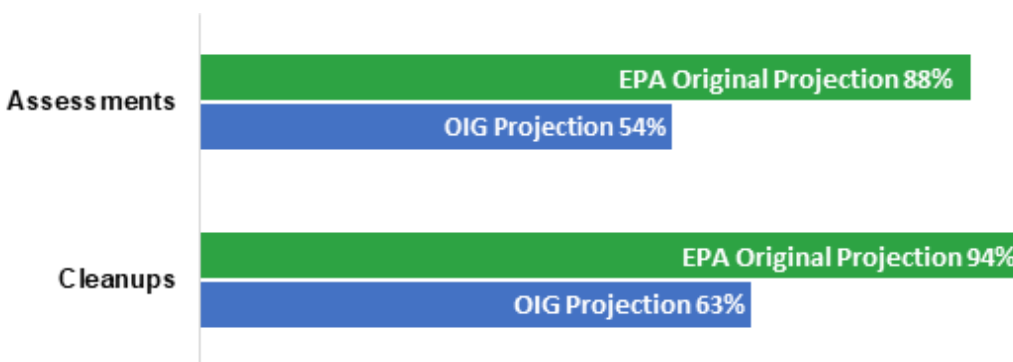 Assessments
EPA Original Projection 88%
OIG Projection 54%
Cleanups
EPA Original Projection 94%
OIG Projection 63%